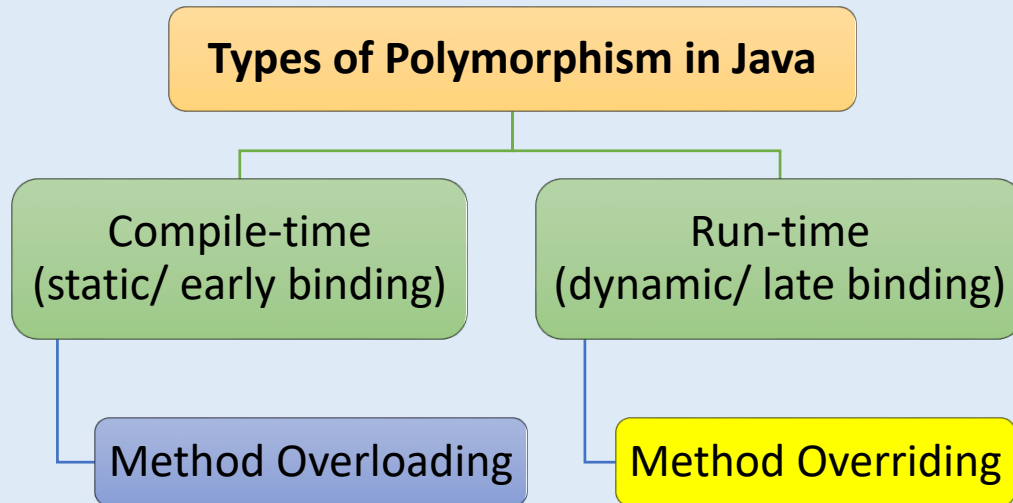 Types of Polymorphism in Java
Compile-time
(static/ early binding)
Run-time
(dynamic/ late binding)
Method Overloading
Method Overriding